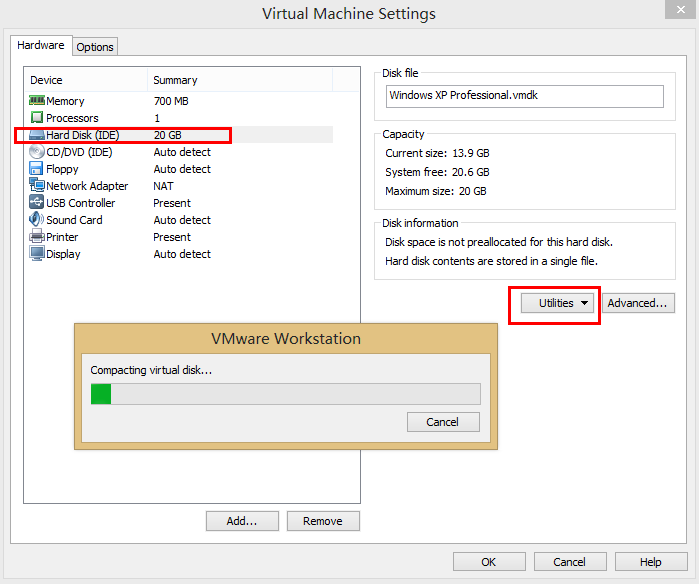 Virtual Machine Settings
Hardware
Options
Device Summary
Memory 700 MB
Processors 1
Hard Disk (IDE) 20 GB
CD/DVD (IDE) Auto detect
Floppy Auto detect
Network Adapter NAT
USB Controller Present
Sound Card Auto detect
Printer Present
Display Auto detect
Disk file
Windows XP Professional.vmdk
Capacity
Current size: 13.9 GB
System free: 20.6 GB
Maximum size: 20 GB
Disk information
Disk space is not preallocated for this hard disk.
Hard disk contents are stored in a single file.
Utilities
Advanced...
VMware Workstation
Compacting virtual disk...
Cancel
Add...
Remove
OK
Cancel
Help